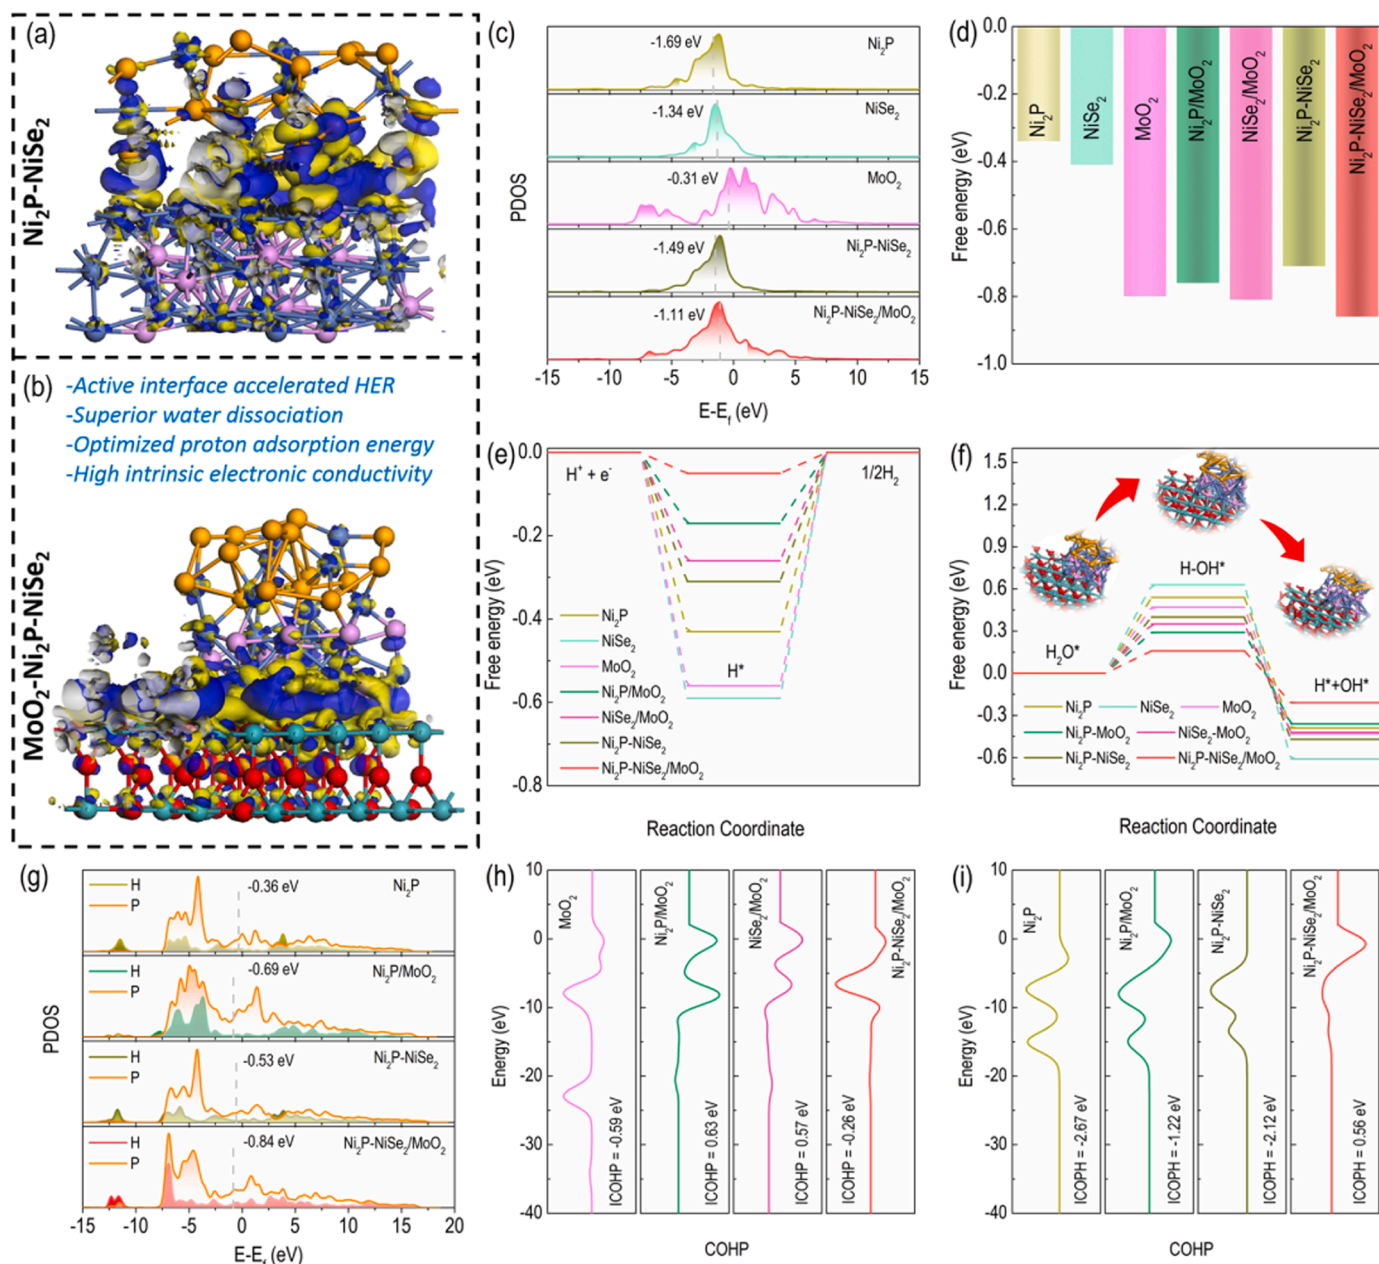 (a)
Ni₂P-NiSe₂
(b)
-Active interface accelerated HER
-Superior water dissociation
-Optimized proton adsorption energy
-High intrinsic electronic conductivity
MoO₂-Ni₂P-NiSe₂
(c)
PDOS
-1.69 eV
Ni₂P
-1.34 eV
NiSe₂
-0.31 eV
MoO₂
-1.49 eV
Ni₂P-NiSe₂
-1.11 eV
Ni₂P-NiSe₂/MoO₂
-15 -10 -5 0 5 10 15
E-Ef (eV)
(d)
Free energy (eV)
0.0
-0.2
-0.4
-0.6
-0.8
-1.0
Ni₂P
NiSe₂
MoO₂
Ni₂P/MoO₂
NiSe₂/MoO₂
Ni₂P-NiSe₂
Ni₂P-NiSe₂/MoO₂
(e)
Free energy (eV)
0.0
-0.2
-0.4
-0.6
-0.8
H⁺ + e⁻
1/2H₂
H*
Ni₂P
NiSe₂
MoO₂
Ni₂P/MoO₂
NiSe₂/MoO₂
Ni₂P-NiSe₂
Ni₂P-NiSe₂/MoO₂
Reaction Coordinate
(f)
Free energy (eV)
1.5
1.2
0.9
0.6
0.3
0.0
-0.3
-0.6
H₂O*
H-OH*
H*+OH*
Ni₂P NiSe₂ MoO₂
Ni₂P-MoO₂ NiSe₂-MoO₂
Ni₂P-NiSe₂ Ni₂P-NiSe₂/MoO₂
Reaction Coordinate
(g)
PDOS
H
P
-0.36 eV
Ni₂P
H
P
-0.69 eV
Ni₂P/MoO₂
H
P
-0.53 eV
Ni₂P-NiSe₂
H
P
-0.84 eV
Ni₂P-NiSe₂/MoO₂
-15 -10 -5 0 5 10 15 20
E-Ef (eV)
(h)
Energy (eV)
10
0
-10
-20
-30
-40
MoO₂
ICOHP = -0.59 eV
Ni₂P/MoO₂
ICOHP = 0.63 eV
NiSe₂/MoO₂
ICOHP = 0.57 eV
Ni₂P-NiSe₂/MoO₂
ICOHP = -0.26 eV
COHP
(i)
Energy (eV)
10
0
-10
-20
-30
-40
Ni₂P
ICOPH = -2.67 eV
Ni₂P/MoO₂
ICOPH = -1.22 eV
Ni₂P-NiSe₂
ICOPH = -2.12 eV
Ni₂P-NiSe₂/MoO₂
ICOPH = 0.56 eV
COHP